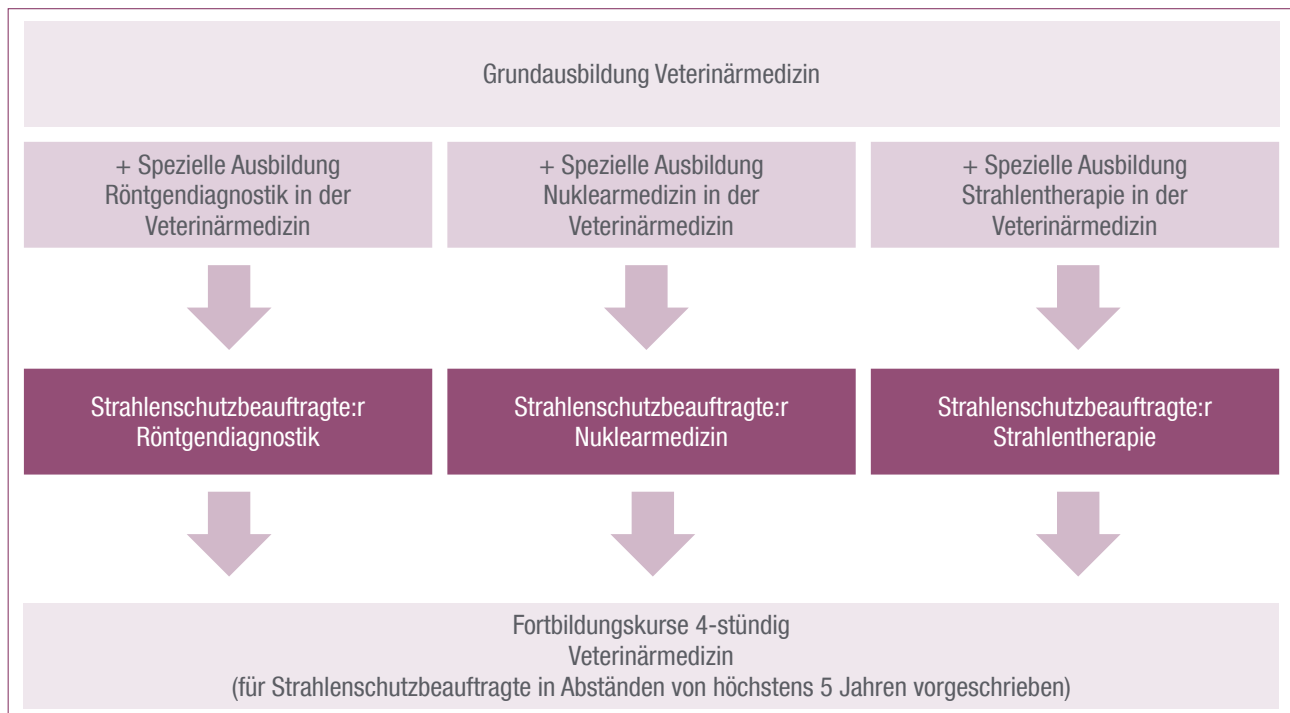 Grundausbildung Veterinärmedizin
+ Spezielle Ausbildung
Röntgendiagnostik in der
Veterinärmedizin
+ Spezielle Ausbildung
Nuklearmedizin in der
Veterinärmedizin
+ Spezielle Ausbildung
Strahlentherapie in der
Veterinärmedizin
Strahlenschutzbeauftragte:r
Röntgendiagnostik
Strahlenschutzbeauftragte:r
Nuklearmedizin
Strahlenschutzbeauftragte:r
Strahlentherapie
Fortbildungskurse 4-stündig
Veterinärmedizin
(für Strahlenschutzbeauftragte in Abständen von höchstens 5 Jahren vorgeschrieben)